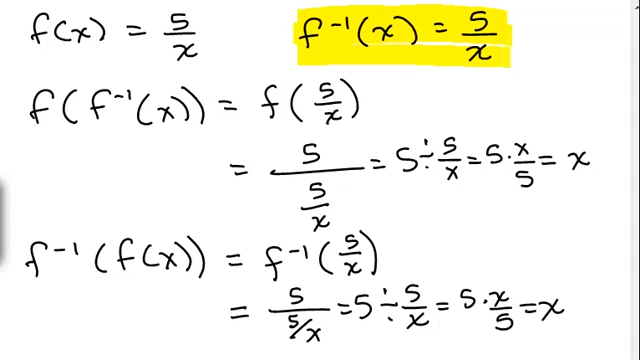 f(x) = 5/x    f⁻¹(x) = 5/x
f(f⁻¹(x)) = f(5/x)
= 5/(5/x) = 5 ÷ 5/x = 5 · x/5 = x
f⁻¹(f(x)) = f⁻¹(5/x)
= 5/(5/x) = 5 ÷ 5/x = 5 · x/5 = x